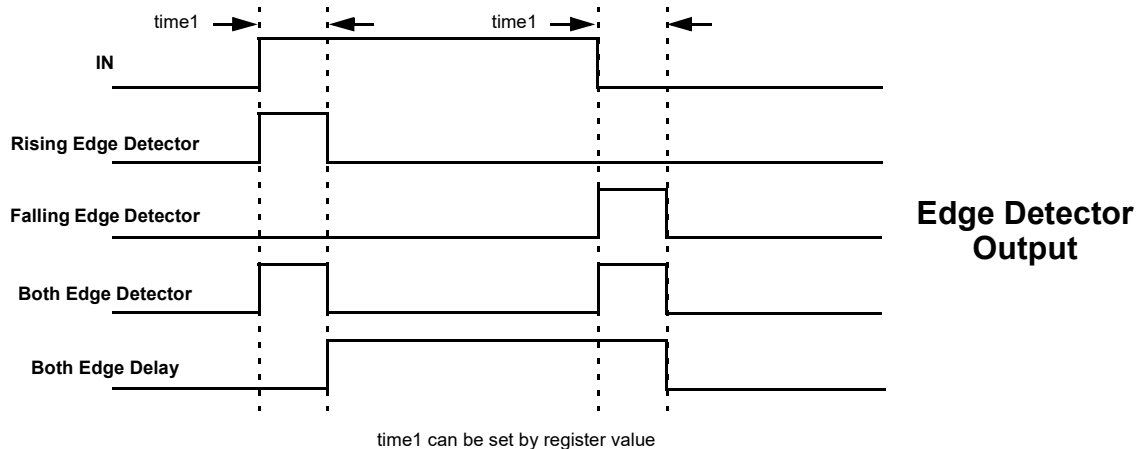 time1
time1
IN
Rising Edge Detector
Falling Edge Detector
Edge Detector
Output
Both Edge Detector
Both Edge Delay
time1 can be set by register value